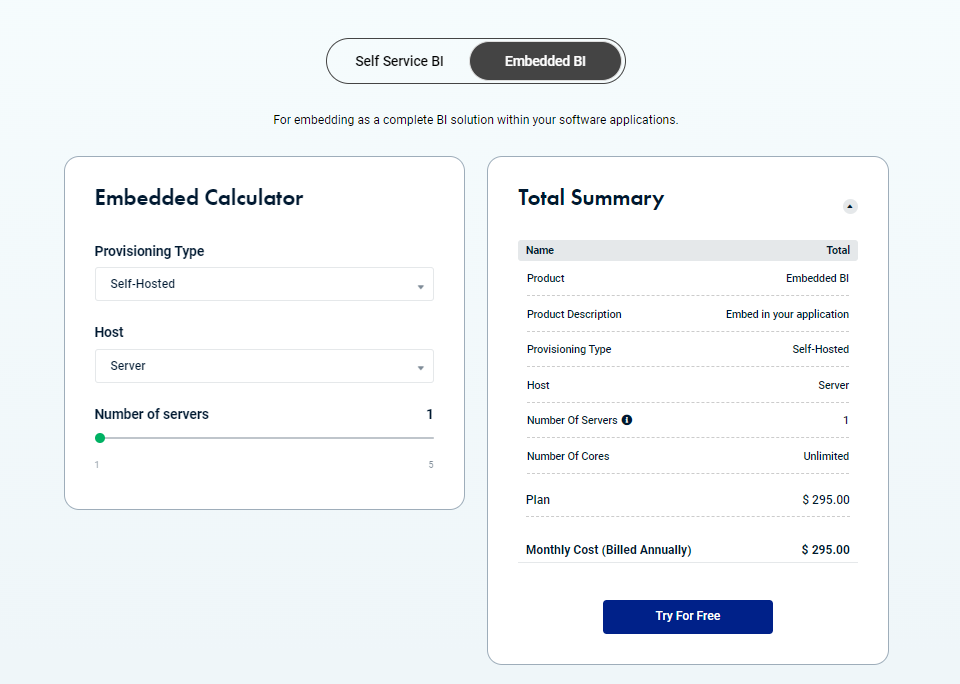 Self Service BI
Embedded BI
For embedding as a complete BI solution within your software applications.
Embedded Calculator
Provisioning Type
Self-Hosted
Host
Server
Number of servers 1
1 5
Total Summary
Name Total
Product Embedded BI
Product Description Embed in your application
Provisioning Type Self-Hosted
Host Server
Number Of Servers 1
Number Of Cores Unlimited
Plan $ 295.00
Monthly Cost (Billed Annually) $ 295.00
Try For Free